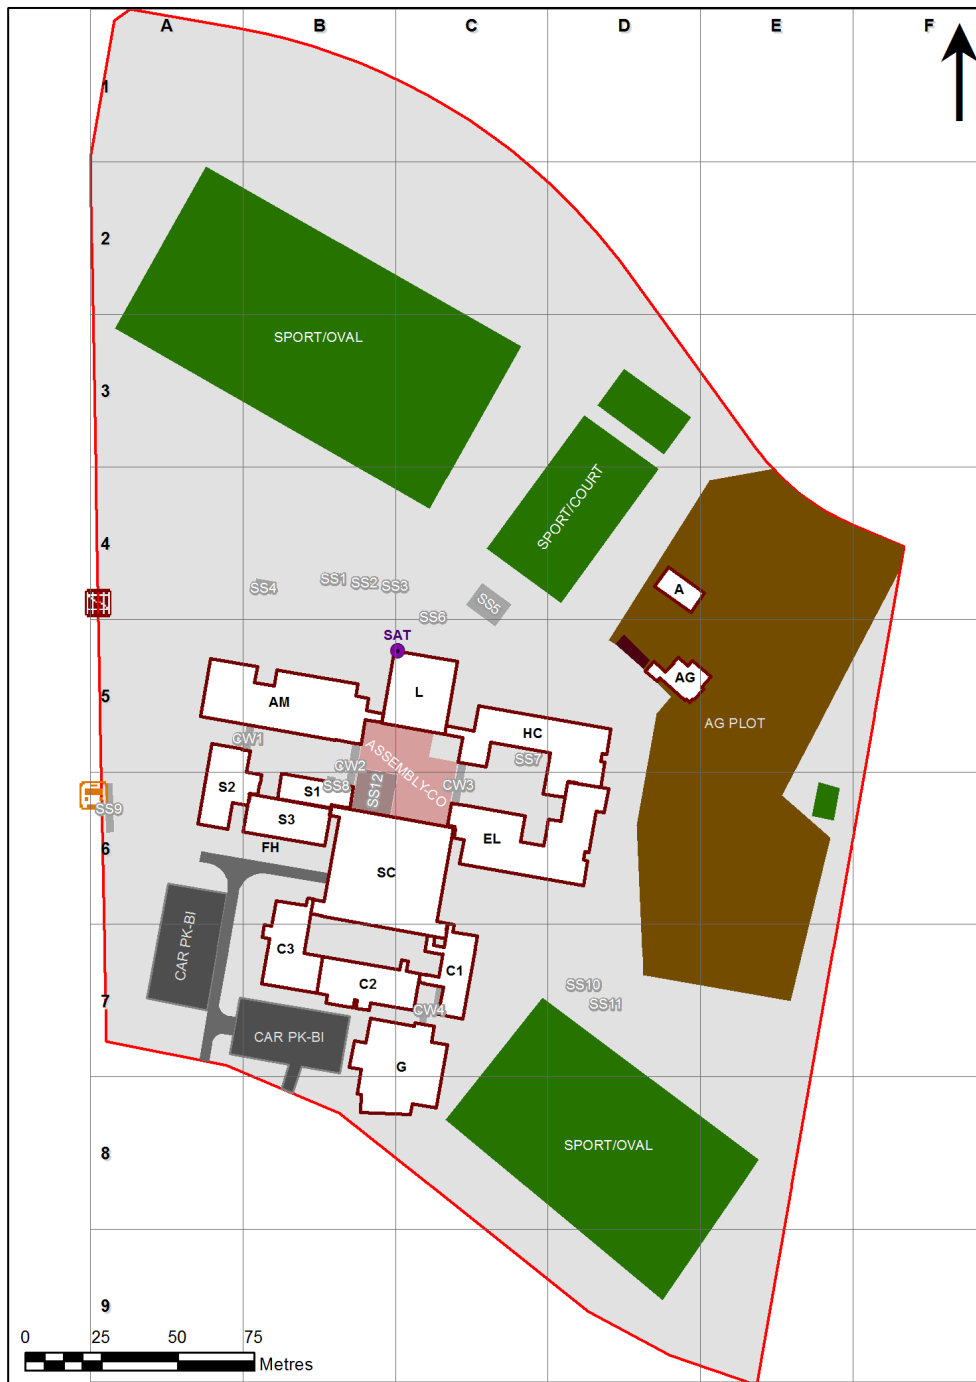 A B C D E F
1
2
SPORT/OVAL
3
SPORT/COURT
4
SS4 SS1 SS2 SS3
SS5
SS6
A
SAT
5
AM
L
AG
HC
AG PLOT
CW1
ASSEMBLY-CO
SS7
CW2
S2
S1
SS8
SS12
CW3
SS9
S3
EL
6
FH
SC
CAR PK-BI
C3
C1
C2
SS10
7
SS11
CW4
CAR PK-BI
G
8
SPORT/OVAL
9
0 25 50 75
Metres